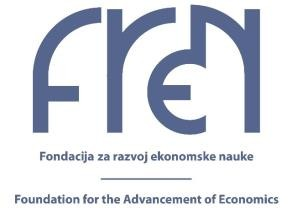 FREN
Fondacija za razvoj ekonomske nauke
Foundation for the Advancement of Economics